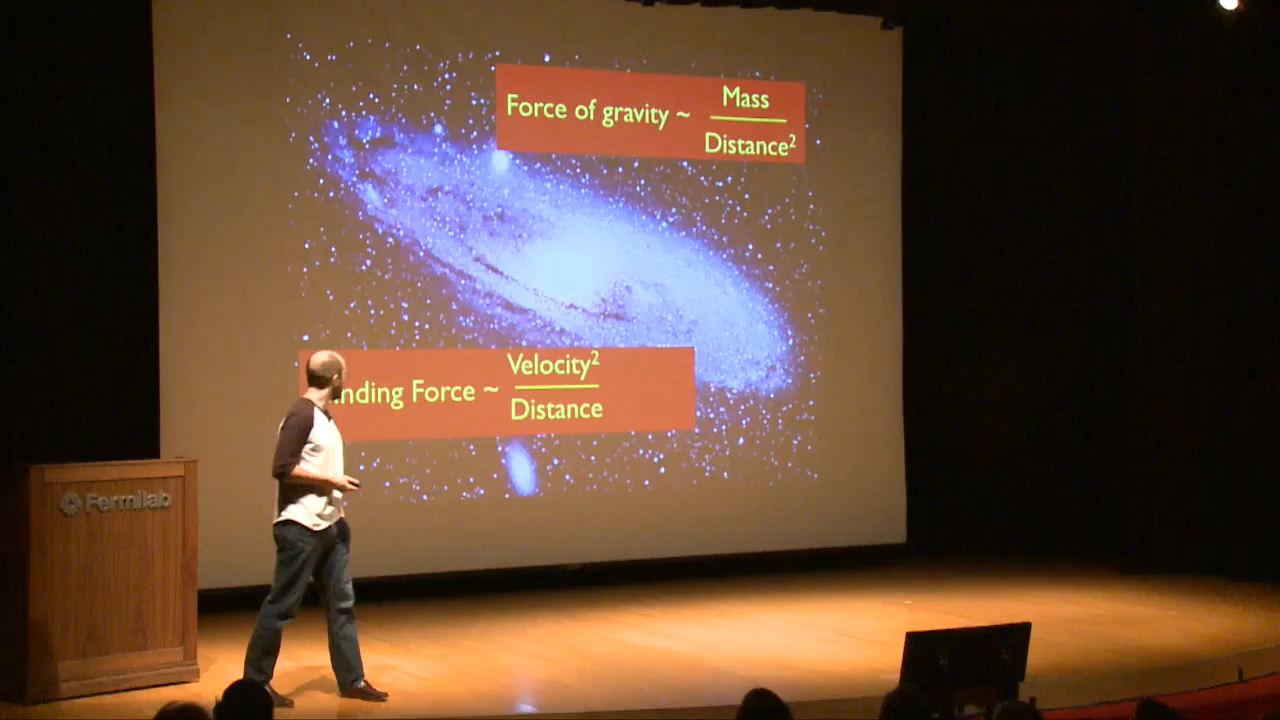 Force of gravity ~ Mass
Distance²
nding Force ~ Velocity²
Distance
Fermilab